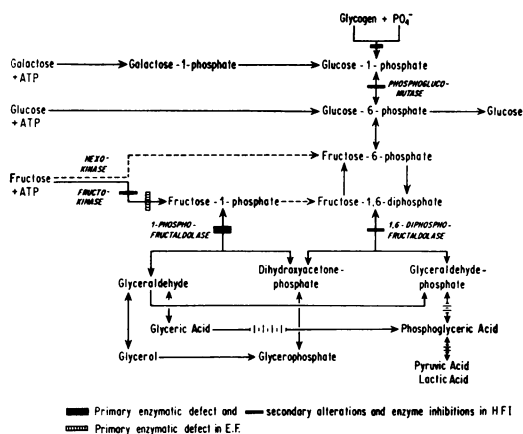 Glycogen + PO₄⁻
Galactose
+ ATP
Galactose - 1-phosphate
Glucose - 1- phosphate
PHOSPHOGLUCO-
MUTASE
Glucose
+ ATP
Glucose - 6 - phosphate
Glucose
HEXO-
KINASE
Fructose-6-phosphate
Fructose
+ ATP
FRUCTO-
KINASE
Fructose - 1- phosphate
Fructose - 1,6-diphosphate
1-PHOSPHO-
FRUCTALDOLASE
1,6 - DIPHOSPHO-
FRUCTALDOLASE
Glyceraldehyde
Dihydroxyacetone-
phosphate
Glyceraldehyde-
phosphate
Glyceric Acid
Phosphoglyceric Acid
Glycerol
Glycerophosphate
Pyruvic Acid
Lactic Acid
Primary enzymatic defect and secondary alterations and enzyme inhibitions in HFI
Primary enzymatic defect in E.F.